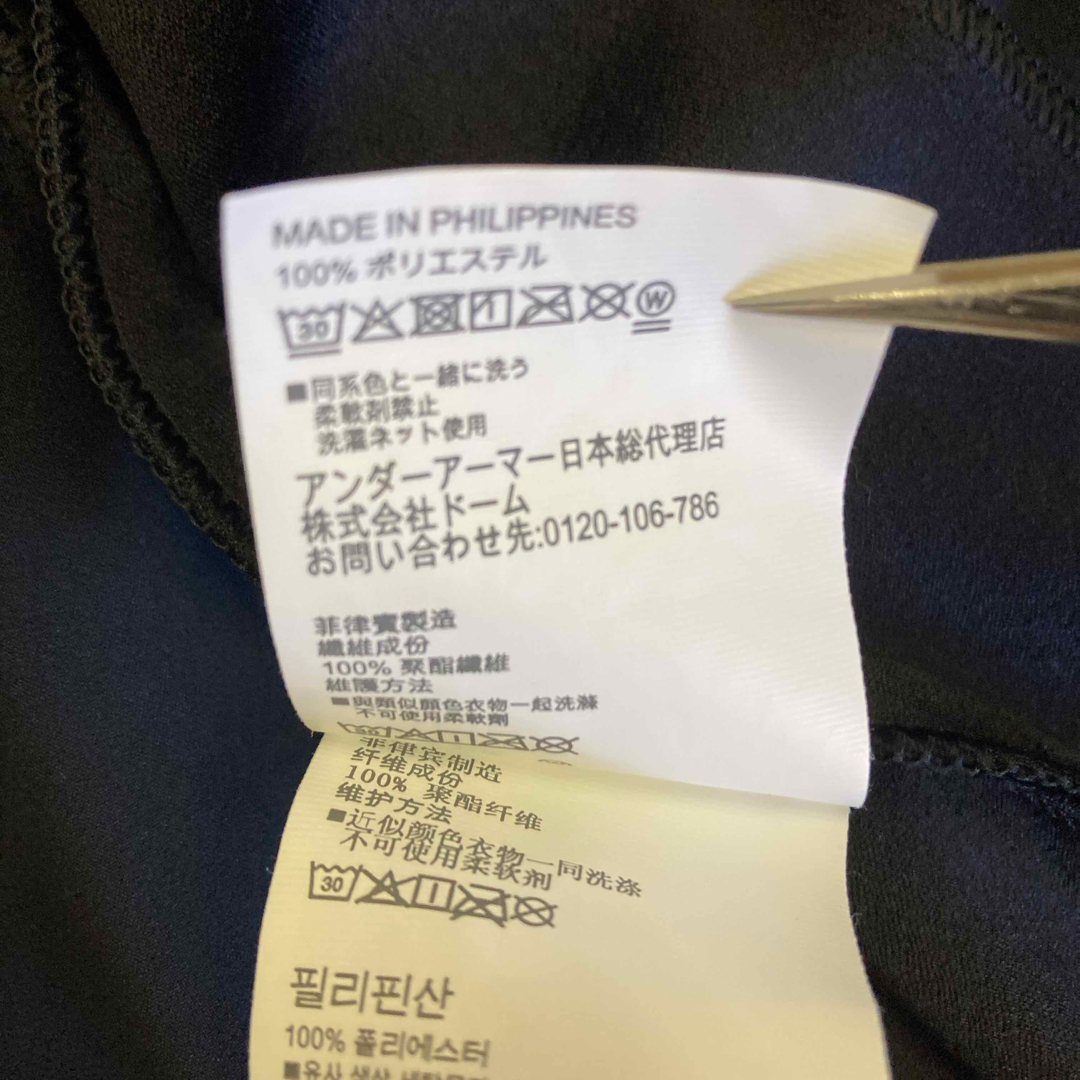 MADE IN PHILIPPINES
100% ポリエステル
30 W
■同系色と一緒に洗う
柔軟剤禁止
洗濯ネット使用
アンダーアーマー日本総代理店
株式会社ドーム
お問い合わせ先:0120-106-786
菲律賓製造
纖維成份
100% 聚酯纖維
維護方法
■與類似顏色衣物一起洗滌
不可使用柔軟劑
菲律宾制造
纤维成份
100% 聚酯纤维
维护方法
■近似颜色衣物一同洗涤
不可使用柔软剂
30
필리핀산
100% 폴리에스터
■유사 색상